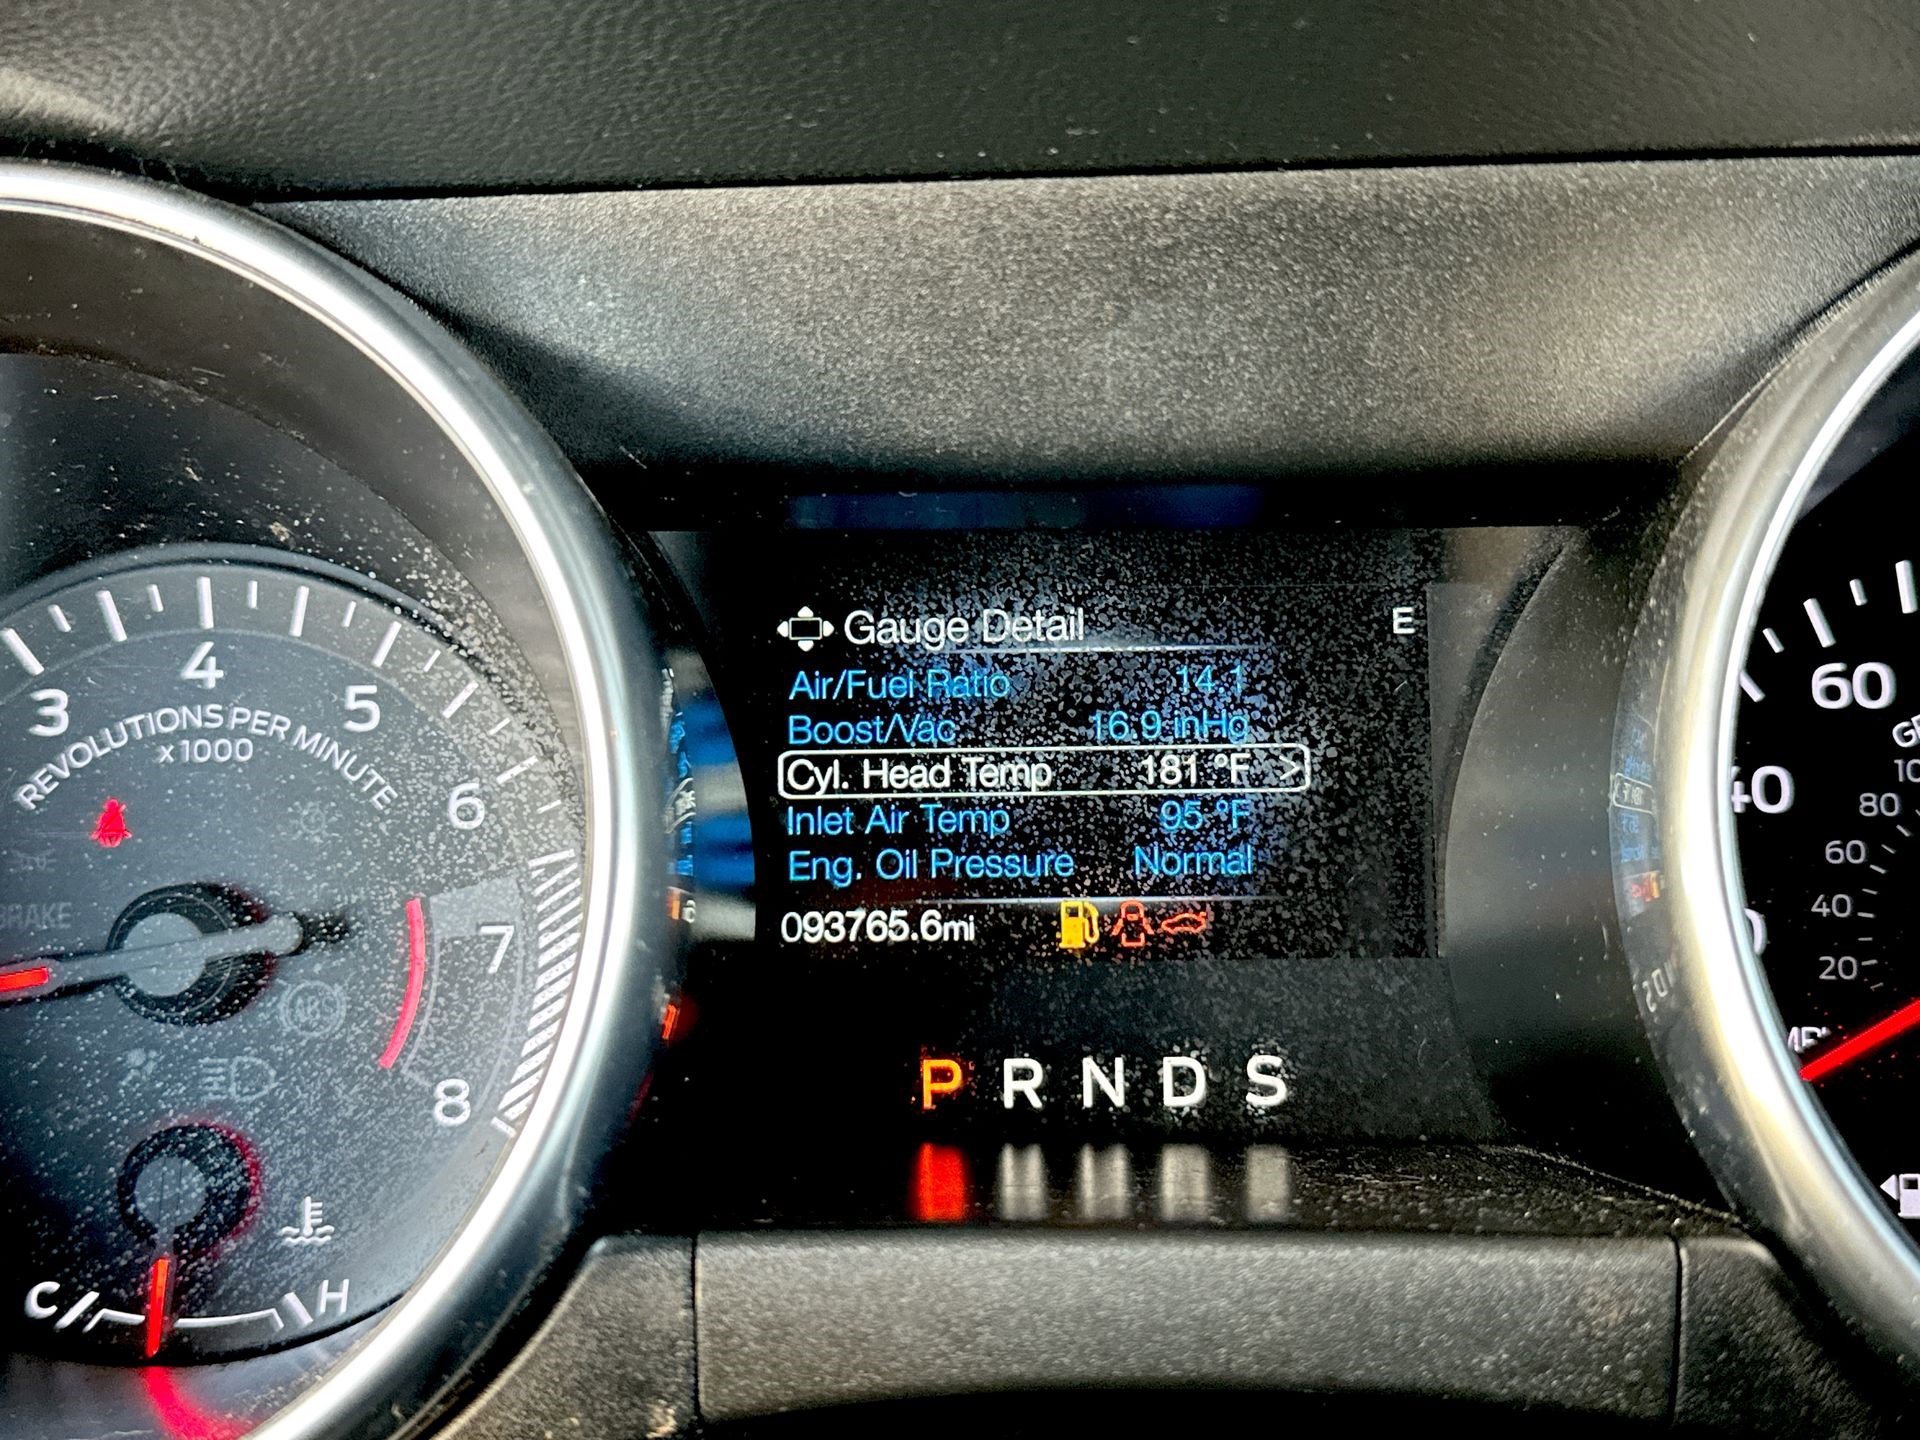 Gauge Detail E
Air/Fuel Ratio 14.1
Boost/Vac 16.9 inHg
Cyl. Head Temp 181 °F >
Inlet Air Temp 95 °F
Eng. Oil Pressure Normal
093765.6mi
P R N D S
3 4 5 6 7 8
REVOLUTIONS PER MINUTE
x1000
BRAKE
ABS
C H
60
40
100
80
60
40
20